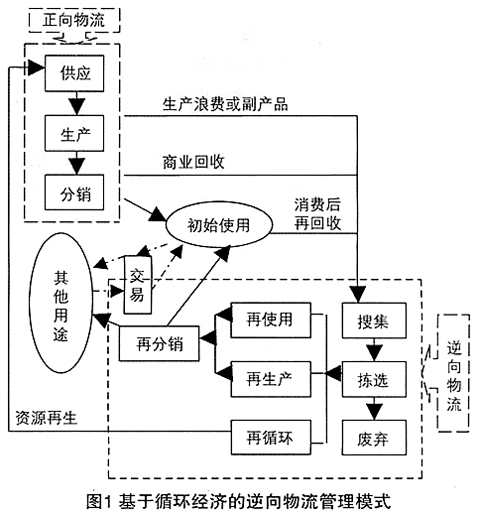 正向物流
供应
生产
分销
生产浪费或副产品
商业回收
消费后
再回收
初始使用
其他用途
交易
再分销
再使用
再生产
再循环
搜集
拣选
废弃
逆向物流
资源再生
图1 基于循环经济的逆向物流管理模式